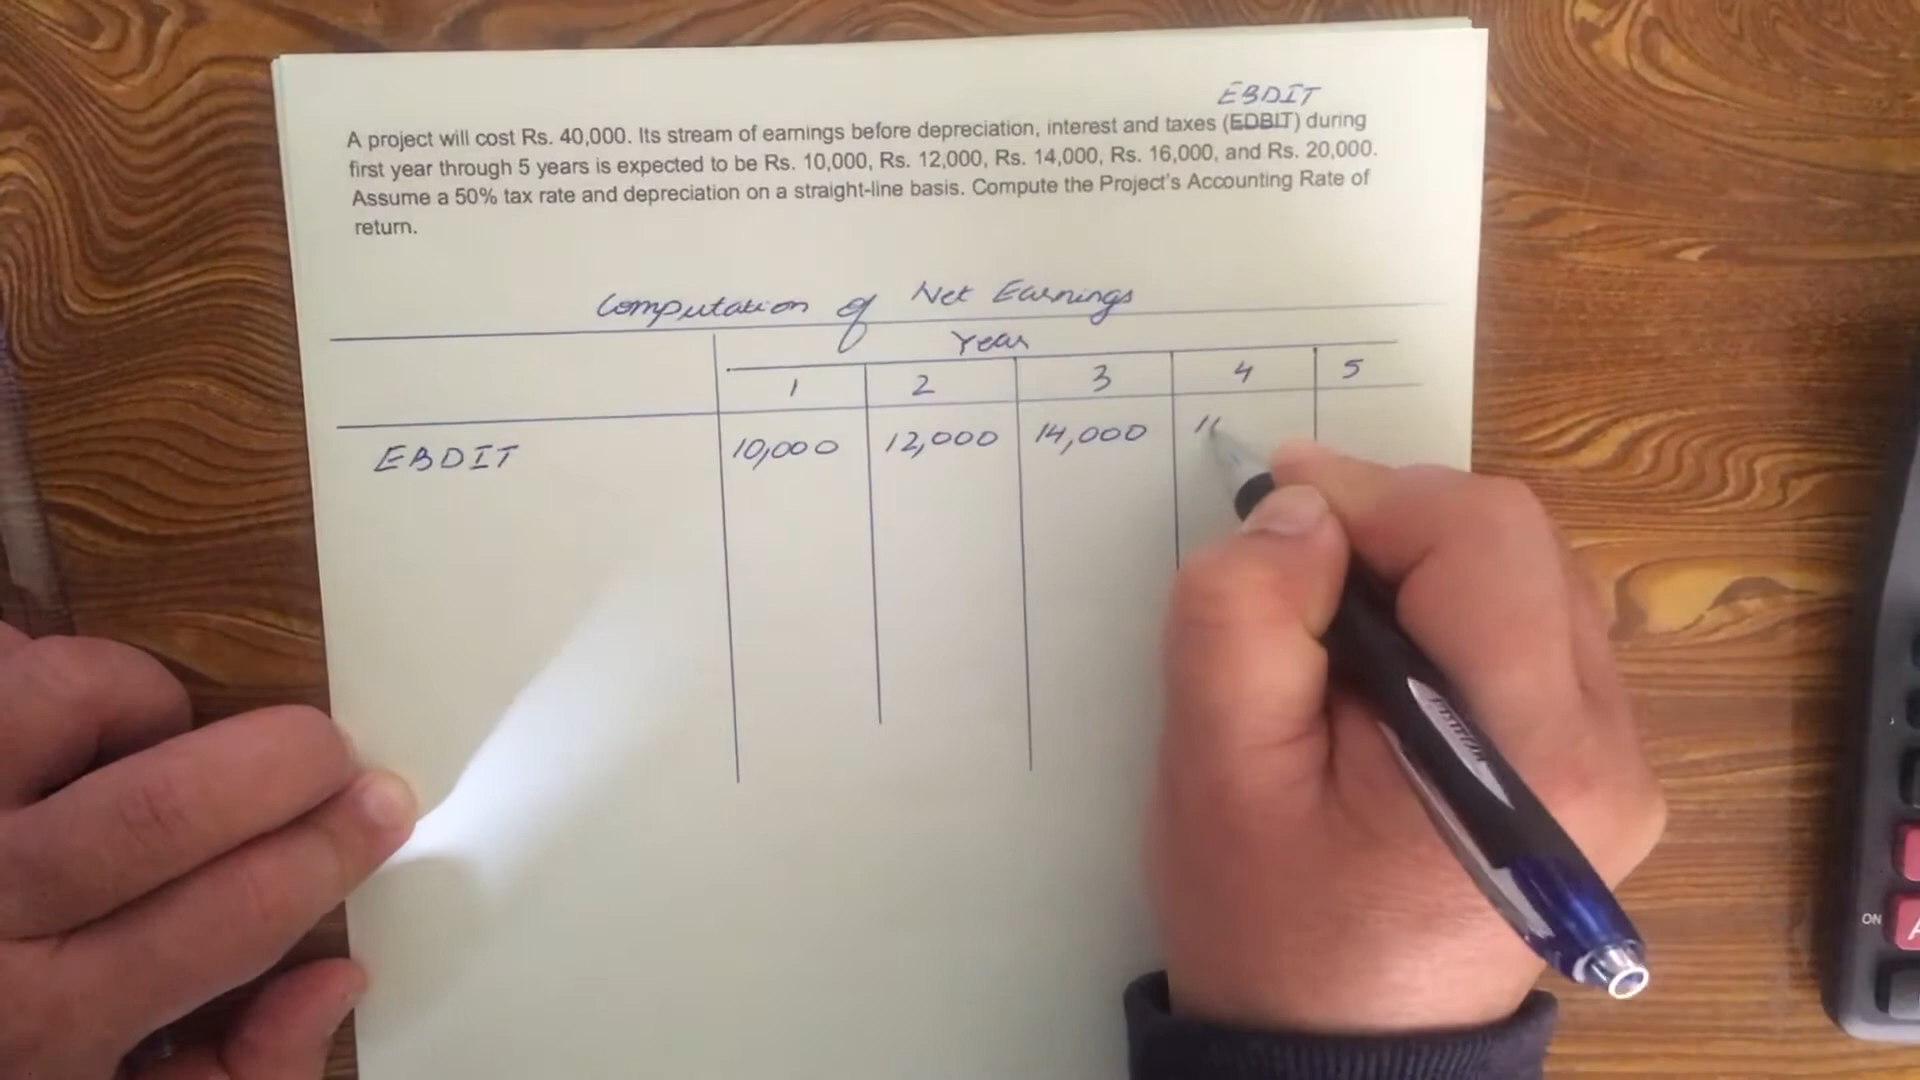 EBDIT
A project will cost Rs. 40,000. Its stream of earnings before depreciation, interest and taxes (EDBIT) during
first year through 5 years is expected to be Rs. 10,000, Rs. 12,000, Rs. 14,000, Rs. 16,000, and Rs. 20,000.
Assume a 50% tax rate and depreciation on a straight-line basis. Compute the Project's Accounting Rate of
return.
Computation of Net Earnings
Year
1 2 3 4 5
EBDIT 10,000 12,000 14,000
ON